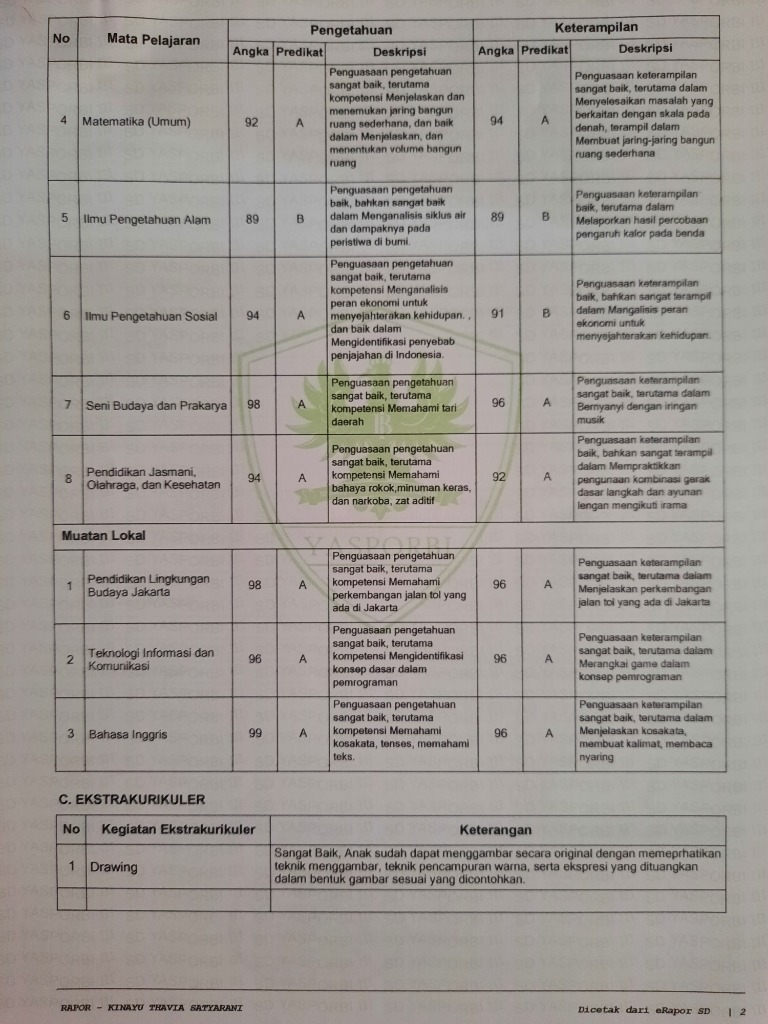 No Mata Pelajaran Pengetahuan Keterampilan
Angka Predikat Deskripsi Angka Predikat Deskripsi
4 Matematika (Umum) 92 A
Penguasaan pengetahuan
sangat baik, terutama
kompetensi Menjelaskan dan
menemukan jaring bangun
ruang sederhana, dan baik
dalam Menjelaskan, dan
menentukan volume bangun
ruang
94 A
Penguasaan keterampilan
sangat baik, terutama dalam
Menyelesaikan masalah yang
berkaitan dengan skala pada
denah, terampil dalam
Membuat jaring-jaring bangun
ruang sederhana
5 Ilmu Pengetahuan Alam 89 B
Penguasaan pengetahuan
baik, bahkan sangat baik
dalam Menganalisis siklus air
dan dampaknya pada
peristiwa di bumi.
89 B
Penguasaan keterampilan
baik, terutama dalam
Melaporkan hasil percobaan
pengaruh kalor pada benda
6 Ilmu Pengetahuan Sosial 94 A
Penguasaan pengetahuan
sangat baik, terutama
kompetensi Menganalisis
peran ekonomi untuk
menyejahterakan kehidupan. ,
dan baik dalam
Mengidentifikasi penyebab
penjajahan di Indonesia.
91 B
Penguasaan keterampilan
baik, bahkan sangat terampil
dalam Mangalisis peran
ekonomi untuk
menyejahterakan kehidupan.
7 Seni Budaya dan Prakarya 98 A
Penguasaan pengetahuan
sangat baik, terutama
kompetensi Memahami tari
daerah
96 A
Penguasaan keterampilan
sangat baik, terutama dalam
Bernyanyi dengan iringan
musik
8 Pendidikan Jasmani,
Olahraga, dan Kesehatan
94 A
Penguasaan pengetahuan
sangat baik, terutama
kompetensi Memahami
bahaya rokok,minuman keras,
dan narkoba, zat aditif
92 A
Penguasaan keterampilan
baik, bahkan sangat terampil
dalam Mempraktikkan
pengunaan kombinasi gerak
dasar langkah dan ayunan
lengan mengikuti irama
Muatan Lokal
YASPORBI
1 Pendidikan Lingkungan
Budaya Jakarta
98 A
Penguasaan pengetahuan
sangat baik, terutama
kompetensi Memahami
perkembangan jalan tol yang
ada di Jakarta
96 A
Penguasaan keterampilan
sangat baik, terutama dalam
Menjelaskan perkembangan
jalan tol yang ada di Jakarta
2 Teknologi Informasi dan
Komunikasi
96 A
Penguasaan pengetahuan
sangat baik, terutama
kompetensi Mengidentifikasi
konsep dasar dalam
pemrograman
96 A
Penguasaan keterampilan
sangat baik, terutama dalam
Merangkai game dalam
konsep pemrograman
3 Bahasa Inggris 99 A
Penguasaan pengetahuan
sangat baik, terutama
kompetensi Memahami
kosakata, tenses, memahami
teks.
96 A
Penguasaan keterampilan
sangat baik, terutama dalam
Menjelaskan kosakata,
membuat kalimat, membaca
nyaring
C. EKSTRAKURIKULER
No Kegiatan Ekstrakurikuler Keterangan
1 Drawing
Sangat Baik, Anak sudah dapat menggambar secara original dengan memeprhatikan
teknik menggambar, teknik pencampuran warna, serta ekspresi yang dituangkan
dalam bentuk gambar sesuai yang dicontohkan.
RAPOR - KINAYU THAVIA SATYARANI Dicetak dari eRapor SD | 2